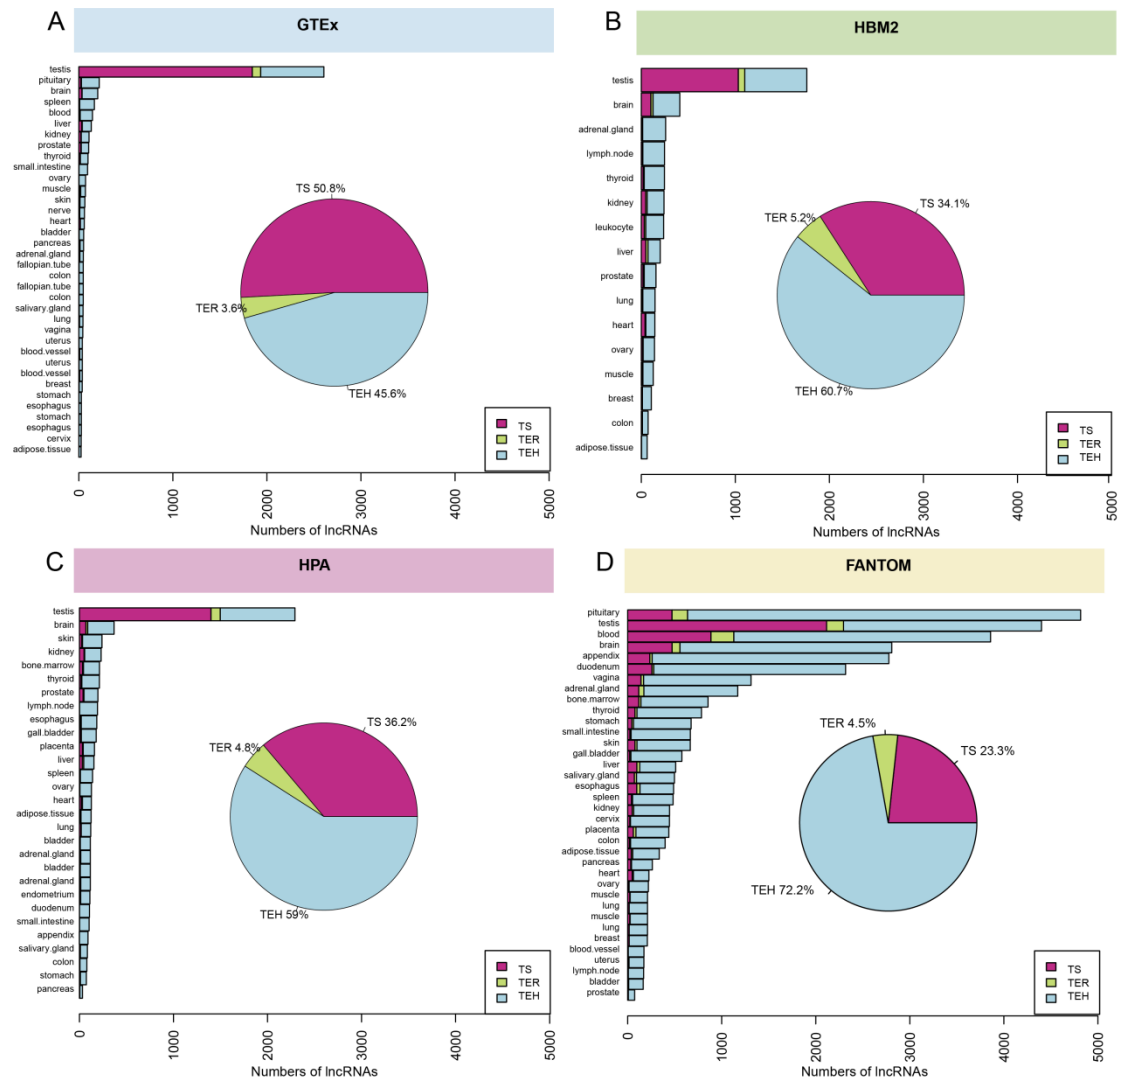 A
GTEx
testis
pituitary
brain
spleen
blood
liver
kidney
prostate
thyroid
small.intestine
ovary
muscle
skin
nerve
heart
bladder
pancreas
adrenal.gland
fallopian.tube
colon
fallopian.tube
colon
salivary.gland
lung
vagina
uterus
blood.vessel
uterus
blood.vessel
breast
stomach
esophagus
stomach
esophagus
cervix
adipose.tissue
TS 50.8%
TER 3.6%
TEH 45.6%
TS
TER
TEH
0
1000
2000
3000
4000
5000
Numbers of lncRNAs
B
HBM2
testis
brain
adrenal.gland
lymph.node
thyroid
kidney
leukocyte
liver
prostate
lung
heart
ovary
muscle
breast
colon
adipose.tissue
TER 5.2%
TS 34.1%
TEH 60.7%
TS
TER
TEH
0
1000
2000
3000
4000
5000
Numbers of lncRNAs
C
HPA
testis
brain
skin
kidney
bone.marrow
thyroid
prostate
lymph.node
esophagus
gall.bladder
placenta
liver
spleen
ovary
heart
adipose.tissue
lung
bladder
adrenal.gland
bladder
adrenal.gland
endometrium
duodenum
small.intestine
appendix
salivary.gland
colon
stomach
pancreas
TS 36.2%
TER 4.8%
TEH 59%
TS
TER
TEH
0
1000
2000
3000
4000
5000
Numbers of lncRNAs
D
FANTOM
pituitary
testis
blood
brain
appendix
duodenum
vagina
adrenal.gland
bone.marrow
thyroid
stomach
small.intestine
skin
gall.bladder
liver
salivary.gland
esophagus
spleen
kidney
cervix
placenta
colon
adipose.tissue
pancreas
heart
ovary
muscle
lung
muscle
lung
breast
blood.vessel
uterus
lymph.node
bladder
prostate
TER 4.5%
TS 23.3%
TEH 72.2%
TS
TER
TEH
0
1000
2000
3000
4000
5000
Numbers of lncRNAs